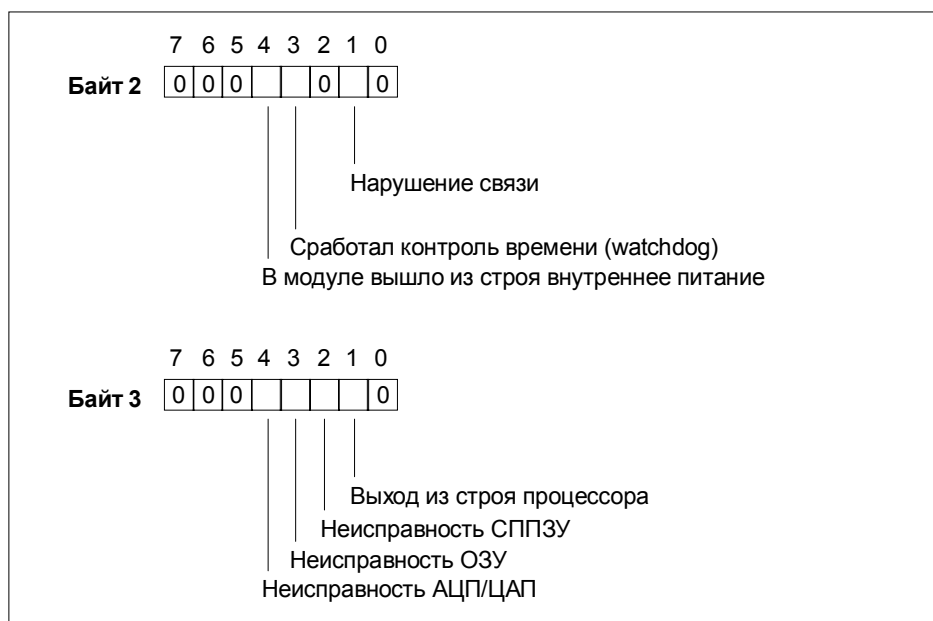 7 6 5 4 3 2 1 0
Байт 2 0 0 0 0 0
Нарушение связи
Сработал контроль времени (watchdog)
В модуле вышло из строя внутреннее питание
7 6 5 4 3 2 1 0
Байт 3 0 0 0 0
Выход из строя процессора
Неисправность СППЗУ
Неисправность ОЗУ
Неисправность АЦП/ЦАП